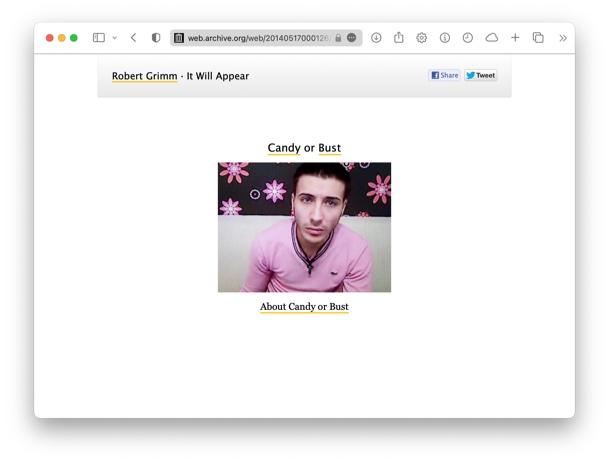 web.archive.org/web/20140517000126/
Robert Grimm · It Will Appear
Share
Tweet
Candy or Bust
About Candy or Bust